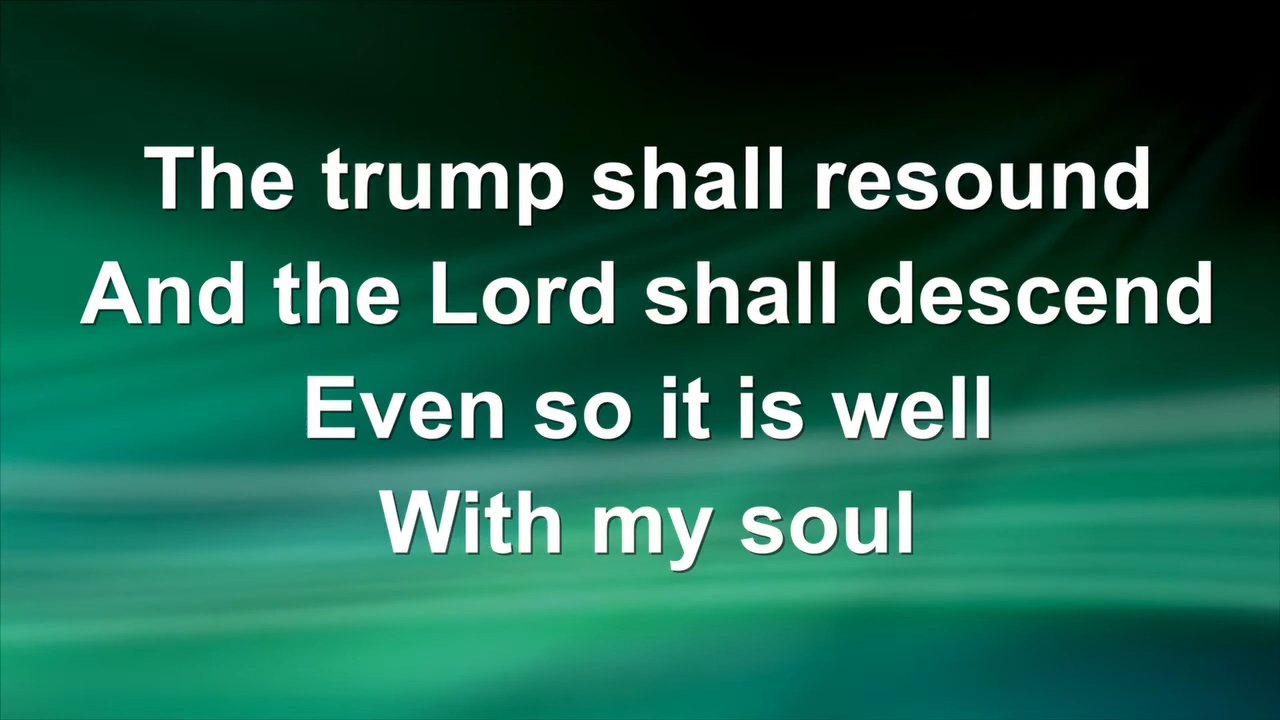 The trump shall resound
And the Lord shall descend
Even so it is well
With my soul